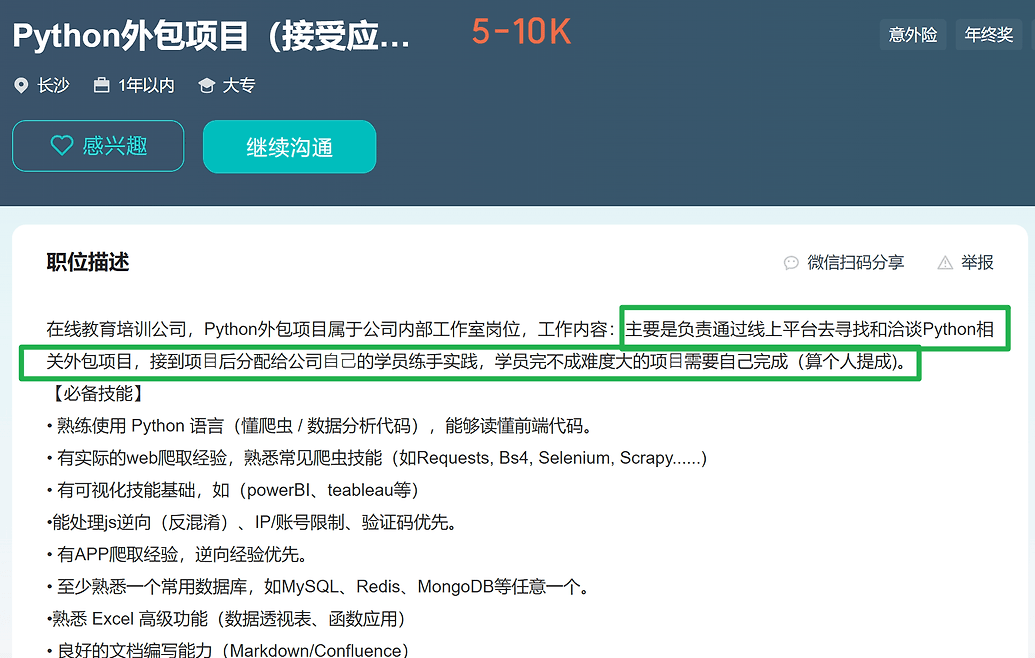 Python外包项目（接受应...
5-10K
意外险 年终奖
长沙 1年以内 大专
感兴趣 继续沟通
职位描述
微信扫码分享 举报
在线教育培训公司，Python外包项目属于公司内部工作室岗位，工作内容：主要是负责通过线上平台去寻找和洽谈Python相
关外包项目，接到项目后分配给公司自己的学员练手实践，学员完不成难度大的项目需要自己完成（算个人提成）。
【必备技能】
• 熟练使用 Python 语言（懂爬虫 / 数据分析代码），能够读懂前端代码。
• 有实际的web爬取经验，熟悉常见爬虫技能（如Requests, Bs4, Selenium, Scrapy......)
• 有可视化技能基础，如（powerBI、teableau等）
•能处理js逆向（反混淆）、IP/账号限制、验证码优先。
• 有APP爬取经验，逆向经验优先。
• 至少熟悉一个常用数据库，如MySQL、Redis、MongoDB等任意一个。
•熟悉 Excel 高级功能（数据透视表、函数应用）
• 良好的文档编写能力（Markdown/Confluence）